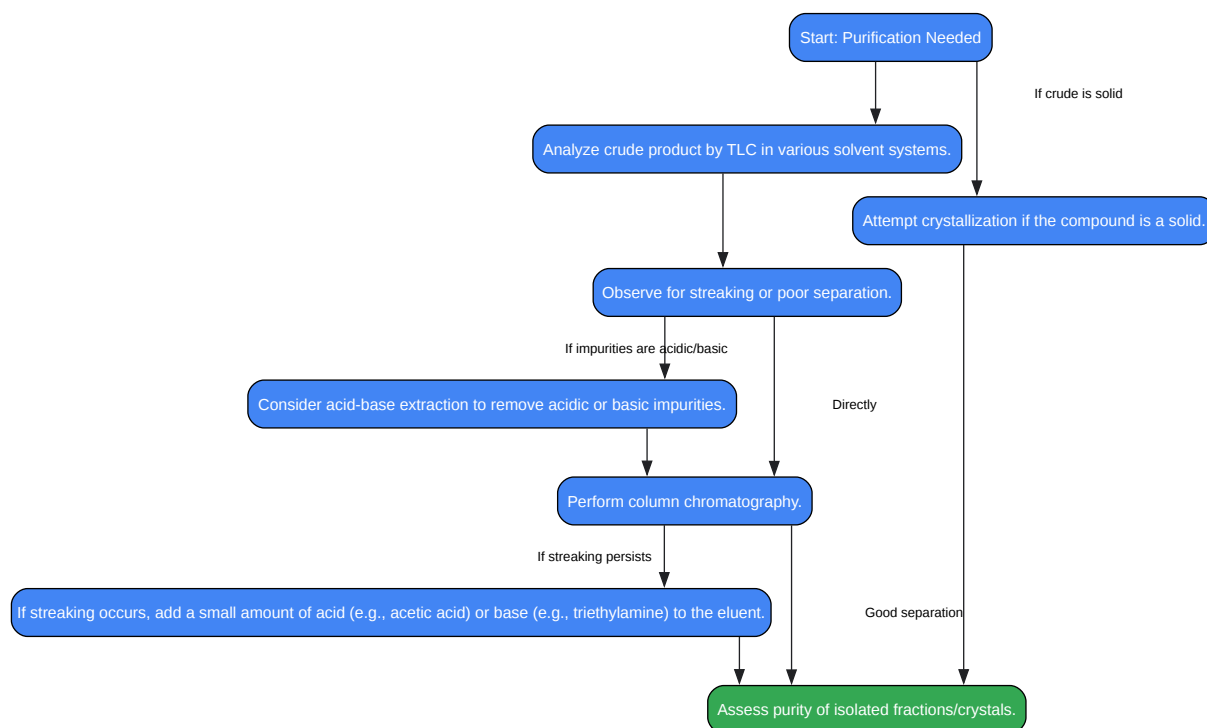 Start: Purification Needed
If crude is solid
Analyze crude product by TLC in various solvent systems.
Attempt crystallization if the compound is a solid.
Observe for streaking or poor separation.
If impurities are acidic/basic
Consider acid-base extraction to remove acidic or basic impurities.
Directly
Perform column chromatography.
If streaking persists
If streaking occurs, add a small amount of acid (e.g., acetic acid) or base (e.g., triethylamine) to the eluent.
Good separation
Assess purity of isolated fractions/crystals.